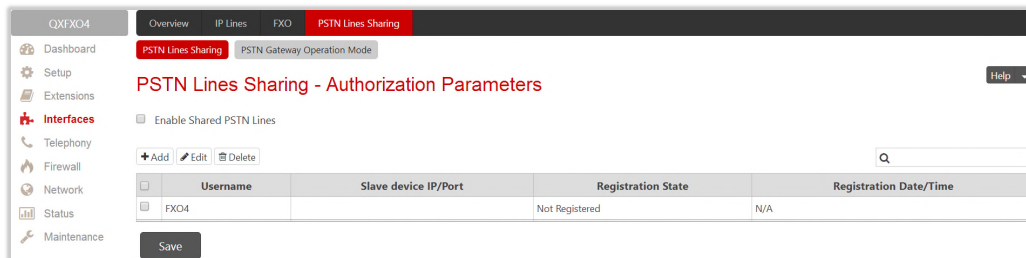 QXFXO4
Overview IP Lines FXO PSTN Lines Sharing
Dashboard
Setup
Extensions
Interfaces
Telephony
Firewall
Network
Status
Maintenance
PSTN Lines Sharing PSTN Gateway Operation Mode
PSTN Lines Sharing - Authorization Parameters
Help
Enable Shared PSTN Lines
Add Edit Delete
Username Slave device IP/Port Registration State Registration Date/Time
FXO4 Not Registered N/A
Save